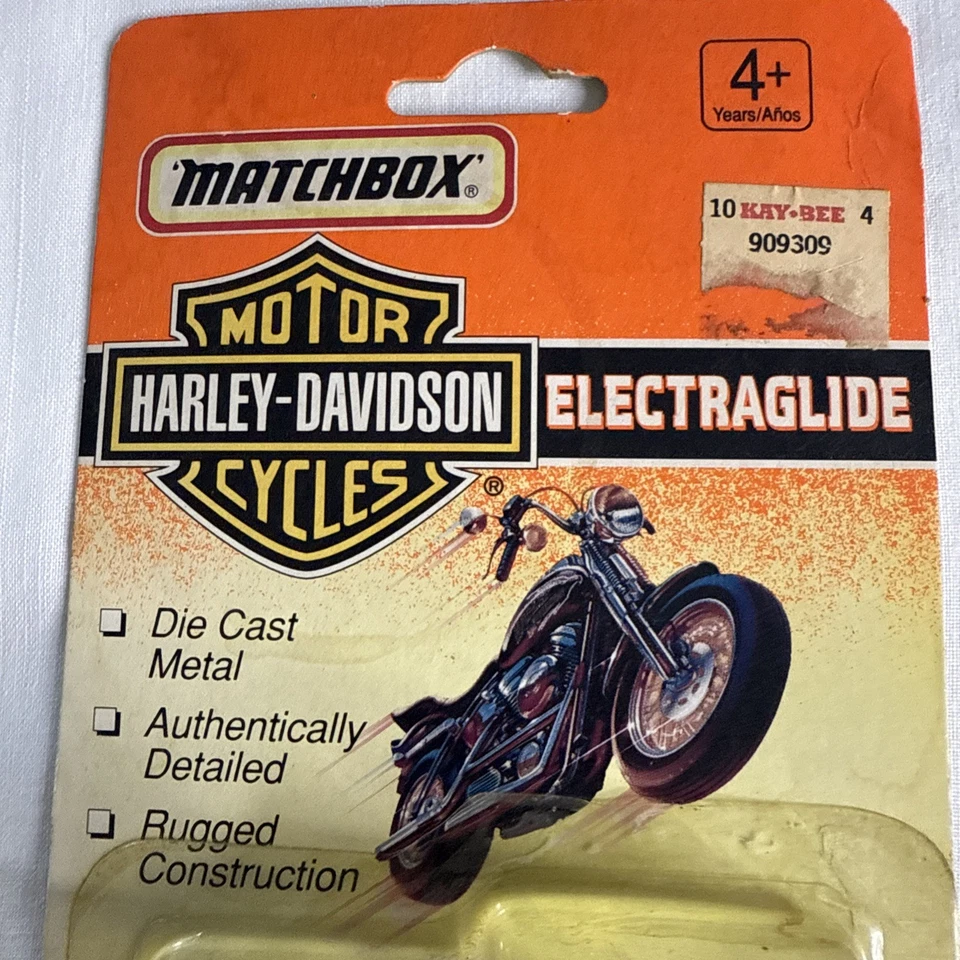 4+
Years/Años
'MATCHBOX'®
10 KAY•BEE 4
909309
MOTOR
HARLEY-DAVIDSON
CYCLES
®
ELECTRAGLIDE
❑ Die Cast
Metal
❑ Authentically
Detailed
❑ Rugged
Construction